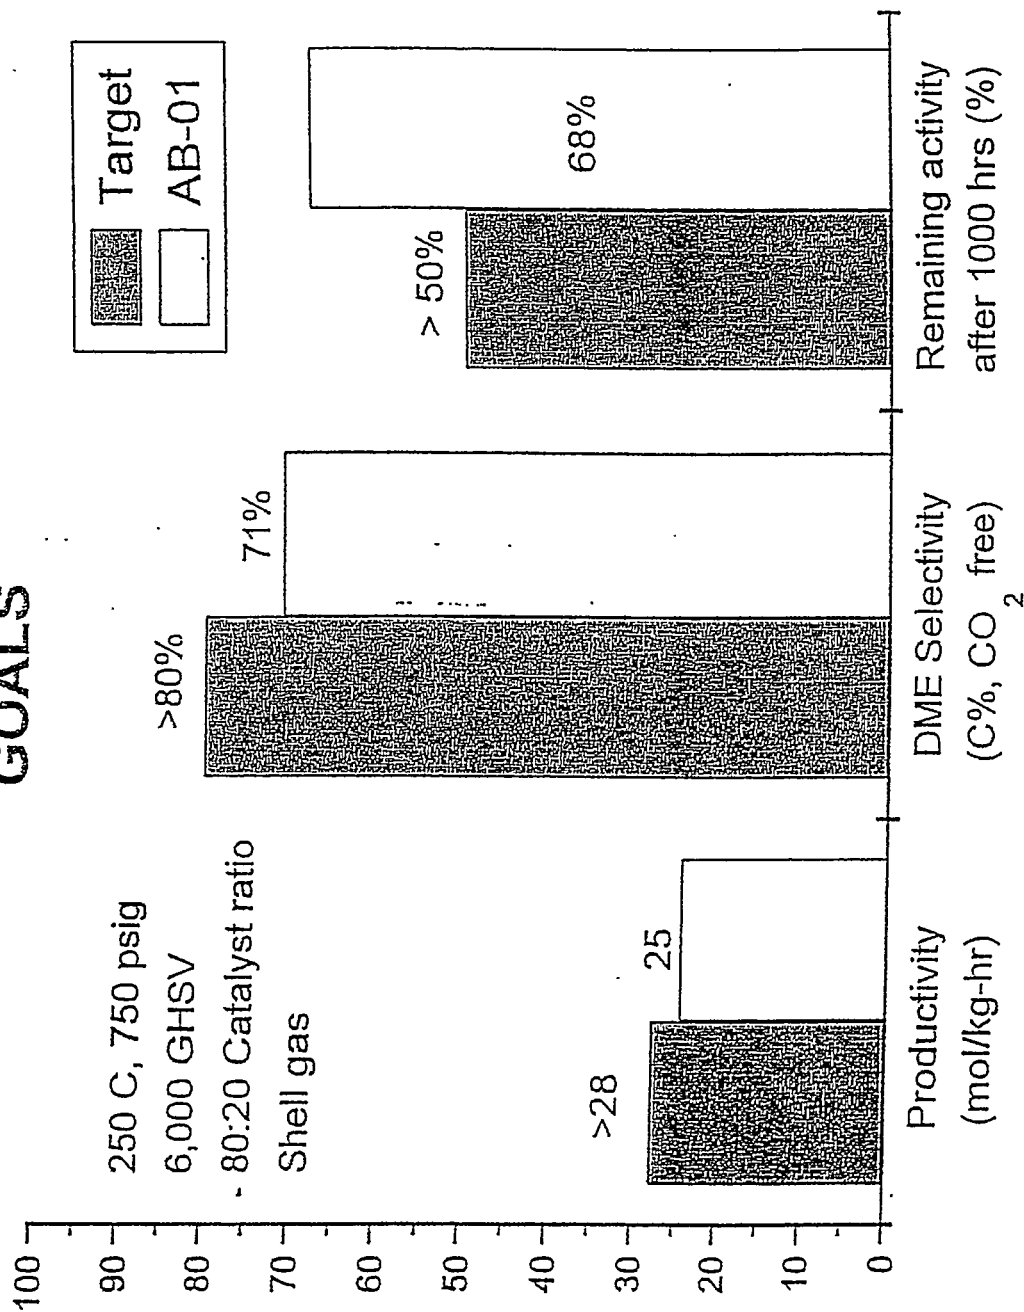 GOALS
250 C, 750 psig
6,000 GHSV
- 80:20 Catalyst ratio
Shell gas
Target
AB-01
100
90
80
70
60
50
40
30
20
10
0
>28
25
>80%
71%
> 50%
68%
Productivity
(mol/kg-hr)
DME Selectivity
(C%, CO2 free)
Remaining activity
after 1000 hrs (%)